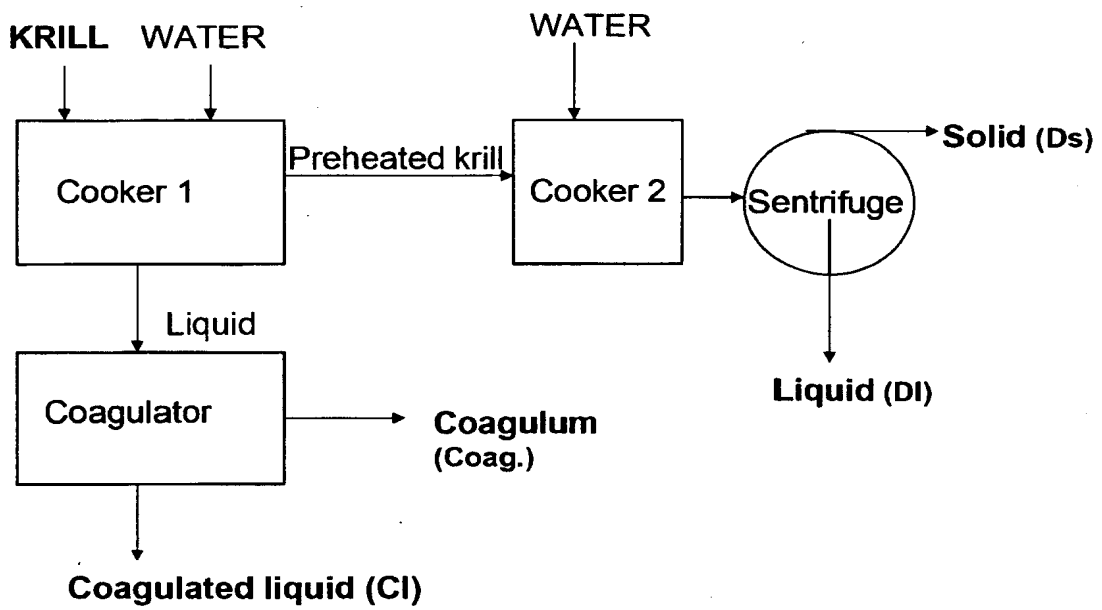 KRILL WATER
WATER
Cooker 1
Preheated krill
Cooker 2
Sentrifuge
Solid (Ds)
Liquid
Liquid (Dl)
Coagulator
Coagulum
(Coag.)
Coagulated liquid (Cl)